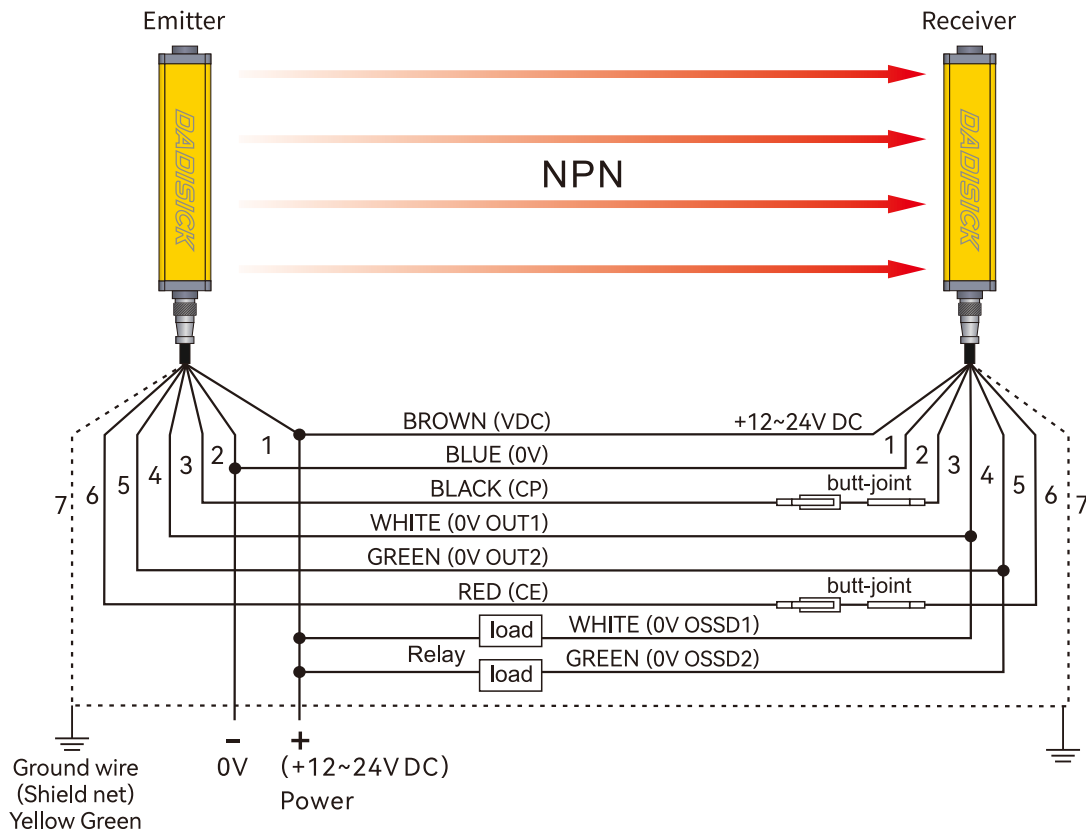 Emitter
Receiver
DADISICK
DADISICK
NPN
BROWN (VDC)
+12~24V DC
1
BLUE (0V)
1
2
2
BLACK (CP)
butt-joint
3
3
WHITE (0V OUT1)
4
4
GREEN (0V OUT2)
5
5
RED (CE)
butt-joint
6
6
7
7
load
WHITE (0V OSSD1)
Relay
load
GREEN (0V OSSD2)
-
+
0V
(+12~24V DC)
Power
Ground wire
(Shield net)
Yellow Green